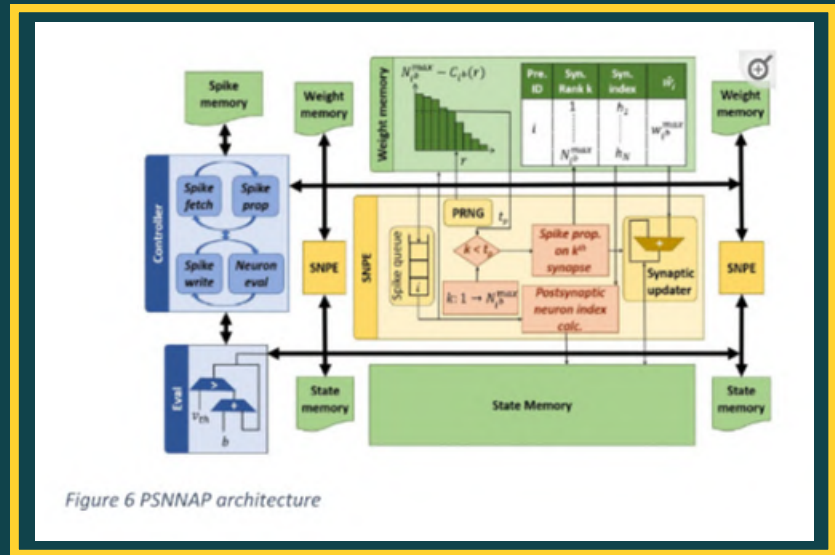 Spike
memory
Weight
memory
Weight memory
r
Pre.
ID
Syn.
Rank k
Syn.
index
i
1
h₁
Weight
memory
Controller
Spike
fetch
Spike
prop
Spike
write
Neuron
eval
SNPE
SNPE
Spike queue
i
PRNG
k < tₚ
tₚ
Spike prop.
on kᵗʰ
synapse
Postsynaptic
neuron index
calc.
+
Synaptic
updater
SNPE
Eval
>
+
b
State
memory
State Memory
State
memory
Figure 6 PSNNAP architecture